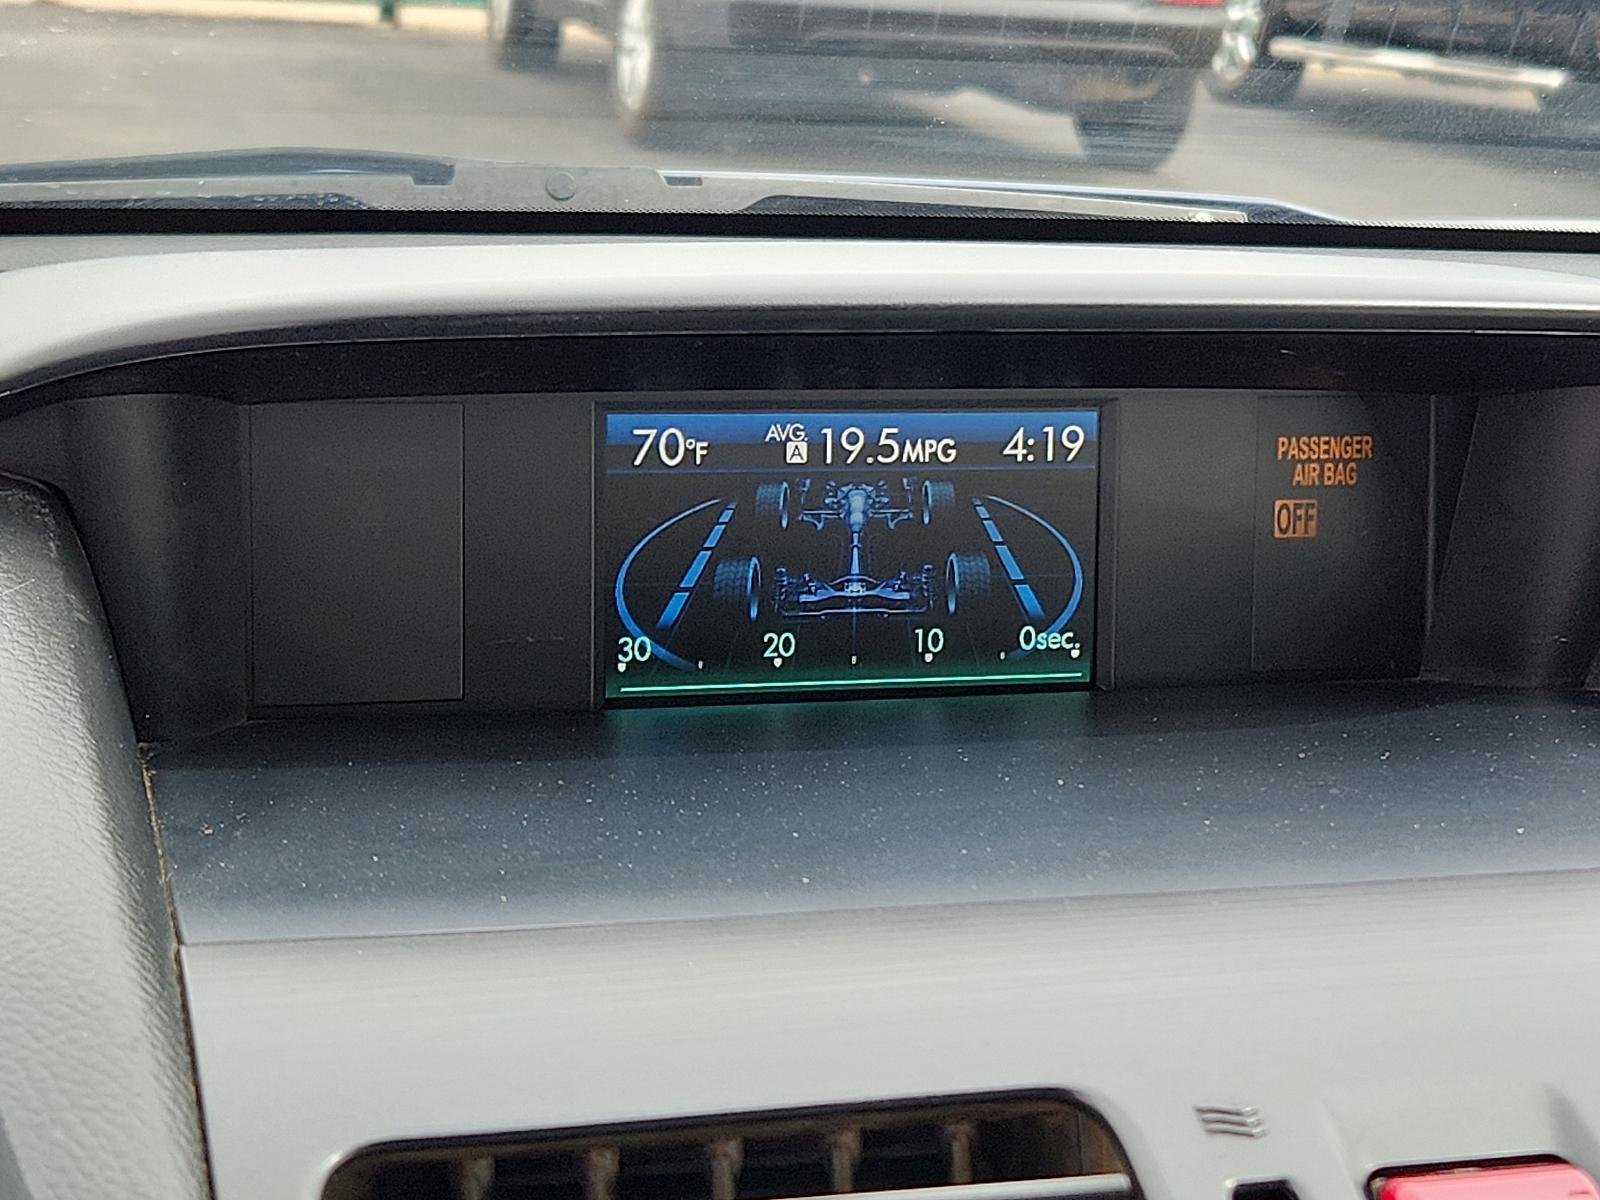 70°F AVG. A 19.5MPG 4:19
30 20 10 0sec.
PASSENGER
AIR BAG
OFF